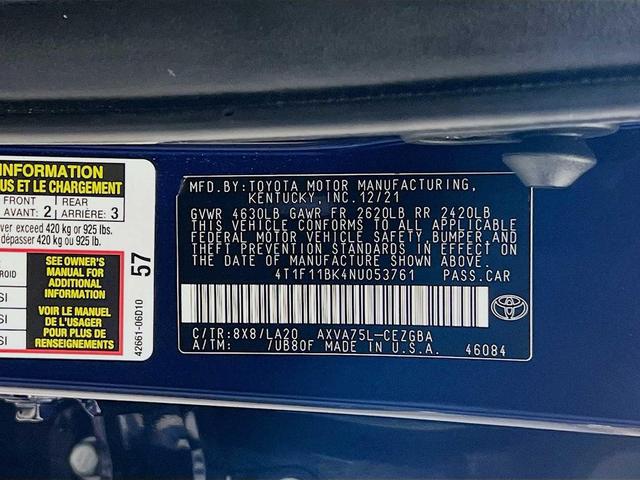 INFORMATION
US ET LE CHARGEMENT
FRONT AVANT: 2 REAR ARRIÈRE: 3
ver exceed 420 kg or 925 lbs.
dépasser 420 kg ou 925 lb.
SEE OWNER'S
MANUAL FOR
ADDITIONAL
INFORMATION
VOIR LE MANUEL
DE L'USAGER
POUR PLUS DE
RENSEIGNEMENTS
57
42661-06D10
MFD.BY:TOYOTA MOTOR MANUFACTURING,
KENTUCKY, INC.12/21
GVWR 4630LB GAWR FR 2620LB RR 2420LB
THIS VEHICLE CONFORMS TO ALL APPLICABLE
FEDERAL MOTOR VEHICLE SAFETY,BUMPER,AND
THEFT PREVENTION STANDARDS IN EFFECT ON
THE DATE OF MANUFACTURE SHOWN ABOVE.
4T1F11BK4NU053761 PASS.CAR
C/TR:8X8/LA20 AXVA75L-CEZGBA
A/TM: 7UB80F MADE IN U.S.A. 46084